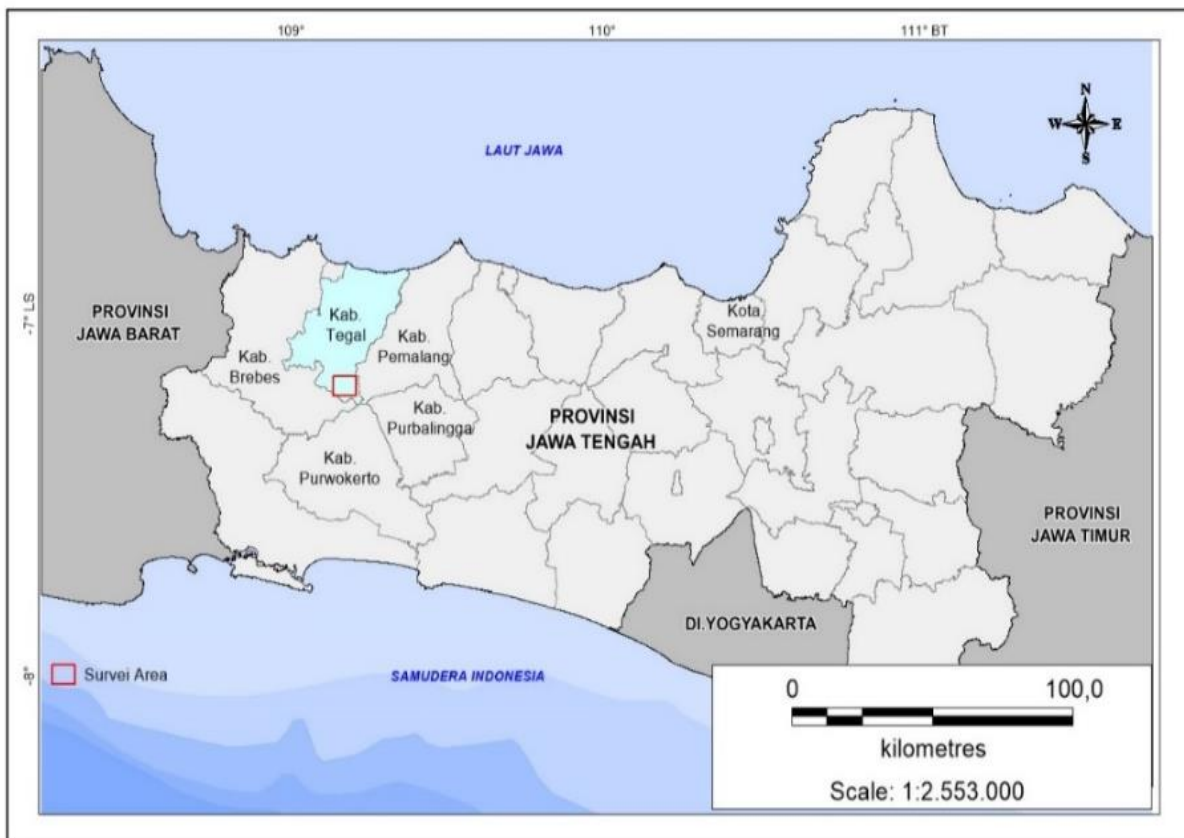 109°
110°
111° BT
N
W
E
S
LAUT JAWA
-7° LS
PROVINSI
JAWA BARAT
Kab.
Tegal
Kab.
Pemalang
Kab.
Brebes
Kota
Semarang
Kab.
Purbalingga
PROVINSI
JAWA TENGAH
Kab.
Purwokerto
PROVINSI
JAWA TIMUR
DI.YOGYAKARTA
-8°
Survei Area
SAMUDERA INDONESIA
0
100,0
kilometres
Scale: 1:2.553.000